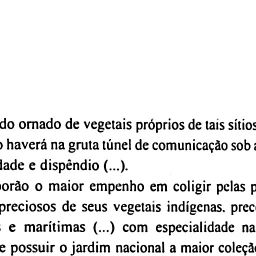 do ornado de vegetais próprios de tais sítios
o haverá na gruta túnel de comunicação sob a
dade e dispêndio (...).
porão o maior empenho em coligir pelas p
preciosos de seus vegetais indígenas, prec
s e marítimas (...) com especialidade na
e possuir o jardim nacional a maior coleçã